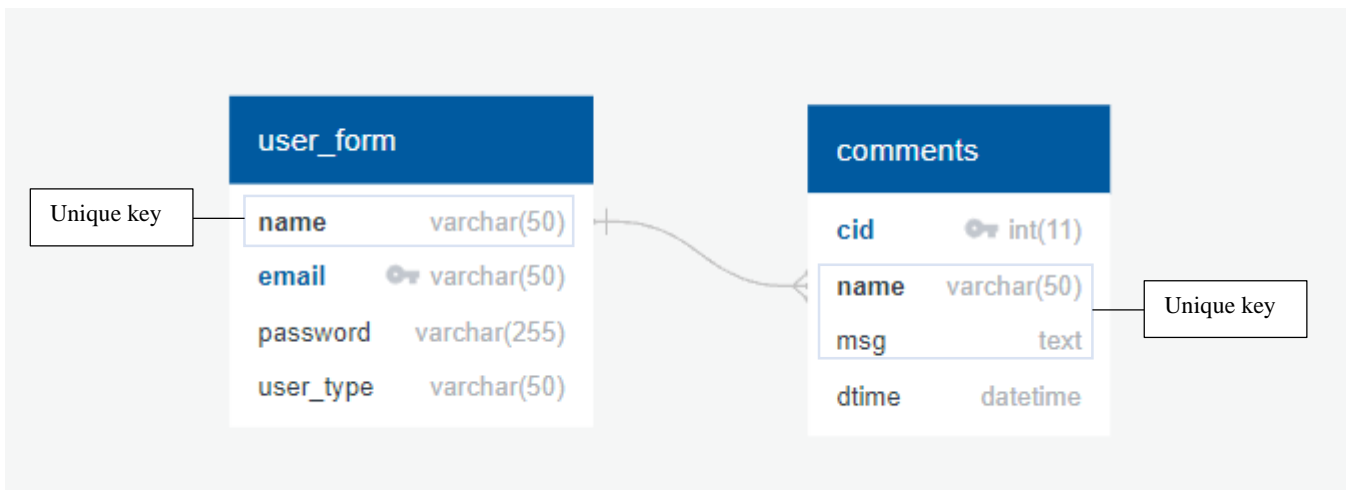 user_form
Unique key
name varchar(50)
email varchar(50)
password varchar(255)
user_type varchar(50)
comments
cid int(11)
name varchar(50)
msg text
dtime datetime
Unique key